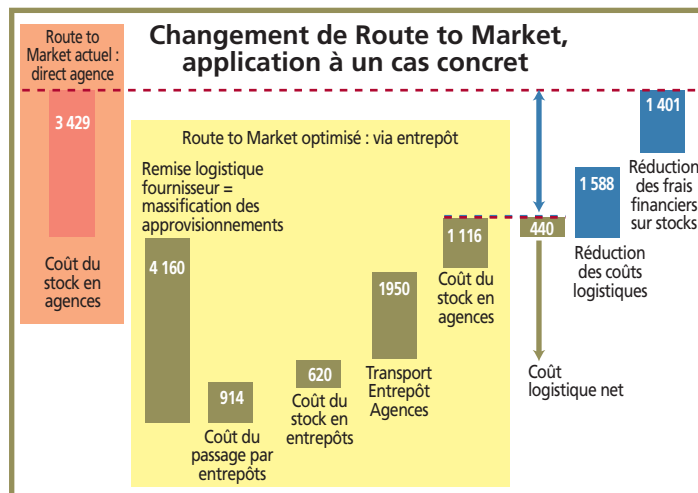 Route to
Market actuel :
direct agence
Changement de Route to Market,
application à un cas concret
3 429
Coût du
stock en
agences
Route to Market optimisé : via entrepôt
Remise logistique
fournisseur =
massification des
approvisionnements
4 160
914
Coût du
passage par
entrepôts
620
Coût du
stock en
entrepôts
1950
Transport
Entrepôt
Agences
1 116
Coût du
stock en
agences
440
Coût
logistique net
1 588
Réduction
des coûts
logistiques
1 401
Réduction
des frais
financiers
sur stocks